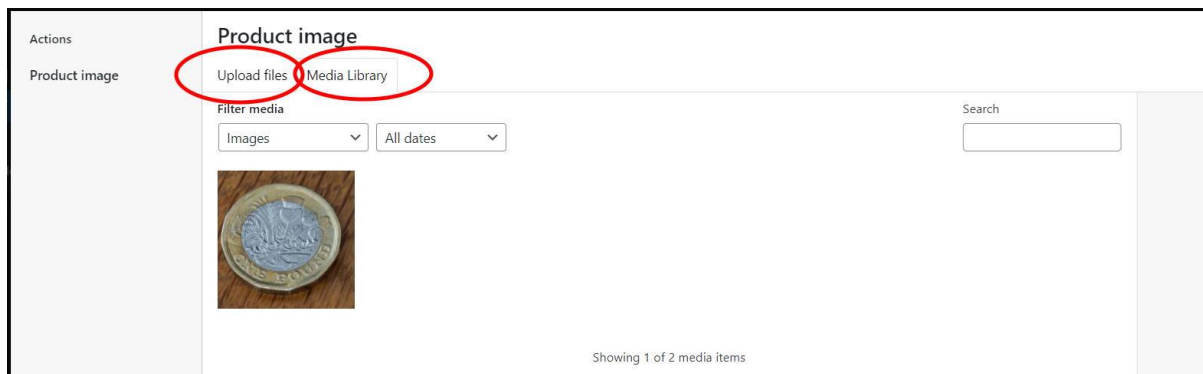 Actions
Product image
Product image
Upload files
Media Library
Filter media
Search
Images
All dates
ONE POUND
Showing 1 of 2 media items